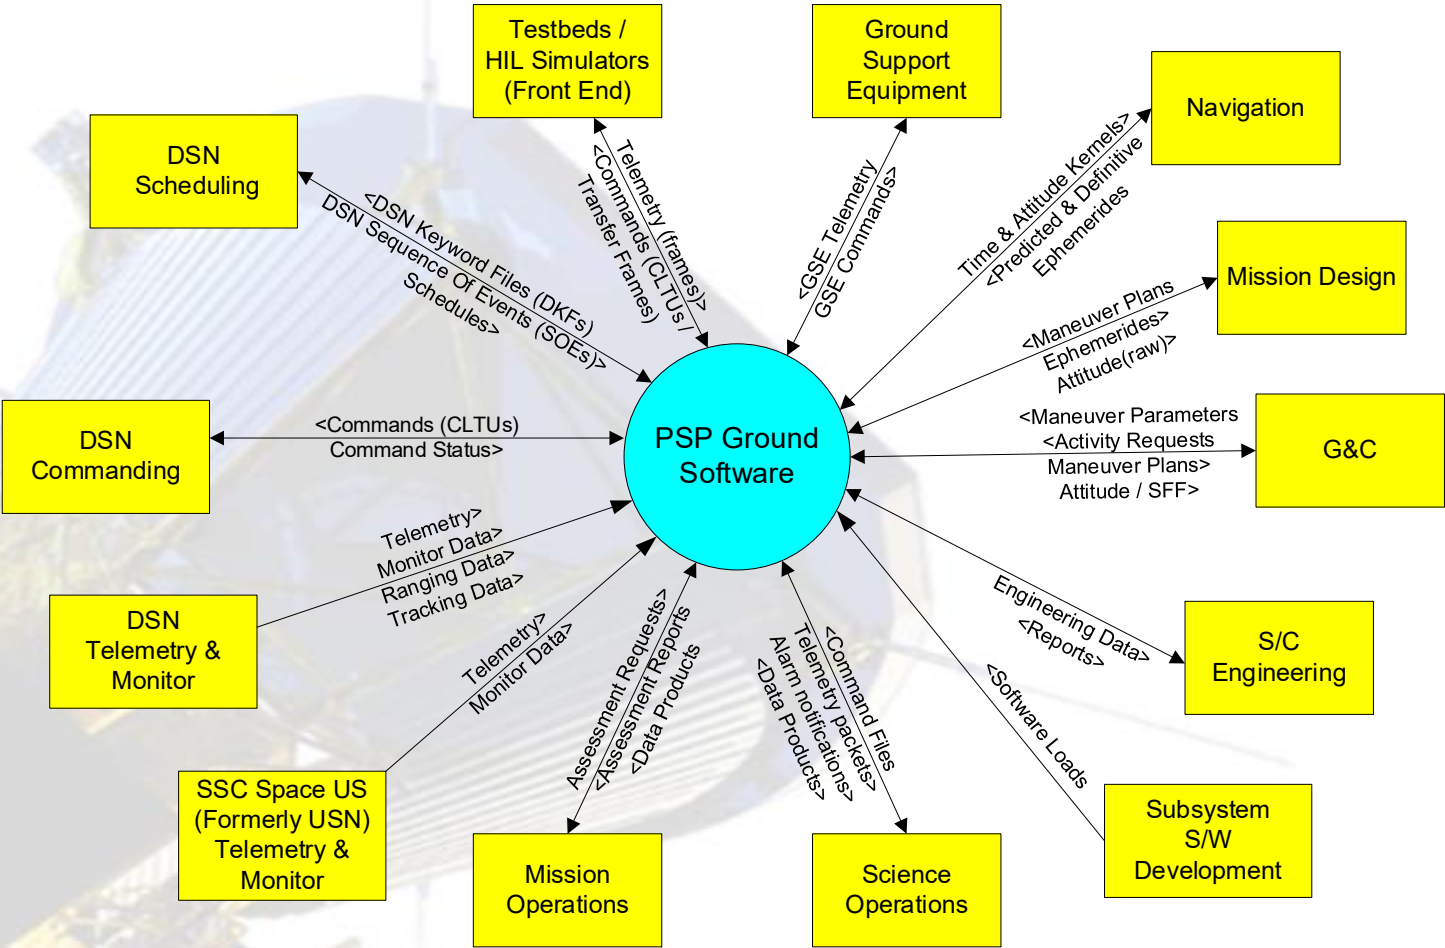 Testbeds /
HIL Simulators
(Front End)
Ground
Support
Equipment
Navigation
DSN
Scheduling
Telemetry (frames)>
<Commands (CLTUs /
Transfer Frames)
<GSE Telemetry
GSE Commands>
Time & Attitude Kernels>
<Predicted & Definitive
Ephemerides
<DSN Keyword Files (DKFs)
DSN Sequence Of Events (SOEs)>
Schedules>
Mission Design
<Maneuver Plans
Ephemerides>
Attitude(raw)>
DSN
Commanding
<Commands (CLTUs)
Command Status>
PSP Ground
Software
<Maneuver Parameters
<Activity Requests
Maneuver Plans>
Attitude / SFF>
G&C
Telemetry>
Monitor Data>
Ranging Data>
Tracking Data>
DSN
Telemetry &
Monitor
Engineering Data>
<Reports>
S/C
Engineering
Telemetry>
Monitor Data>
SSC Space US
(Formerly USN)
Telemetry &
Monitor
Assessment Requests>
<Assessment Reports
<Data Products
<Command Files
Telemetry packets>
Alarm notifications>
<Data Products>
<Software Loads
Subsystem
S/W
Development
Mission
Operations
Science
Operations